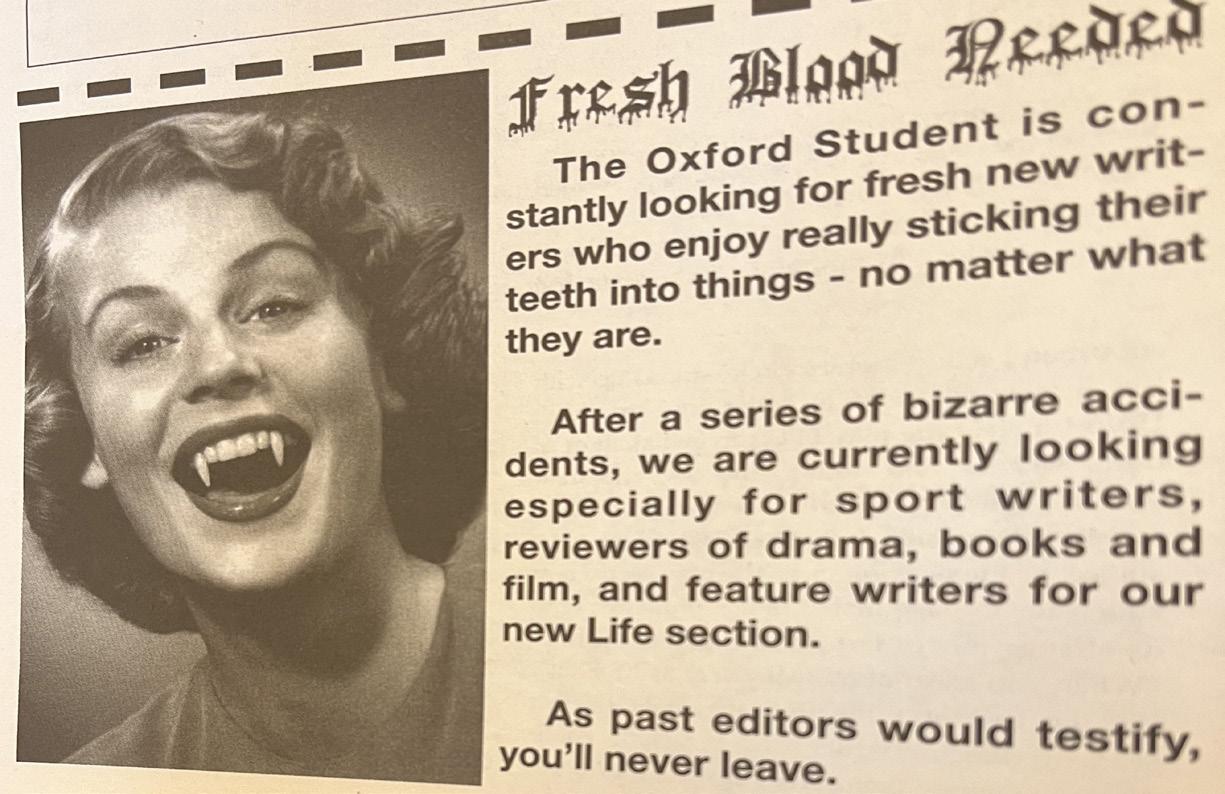 Fresh Blood Needed
The Oxford Student is con-
stantly looking for fresh new writ-
ers who enjoy really sticking their
teeth into things - no matter what
they are.
After a series of bizarre acci-
dents, we are currently looking
especially for sport writers,
reviewers of drama, books and
film, and feature writers for our
new Life section.
As past editors would testify,
you'll never leave.